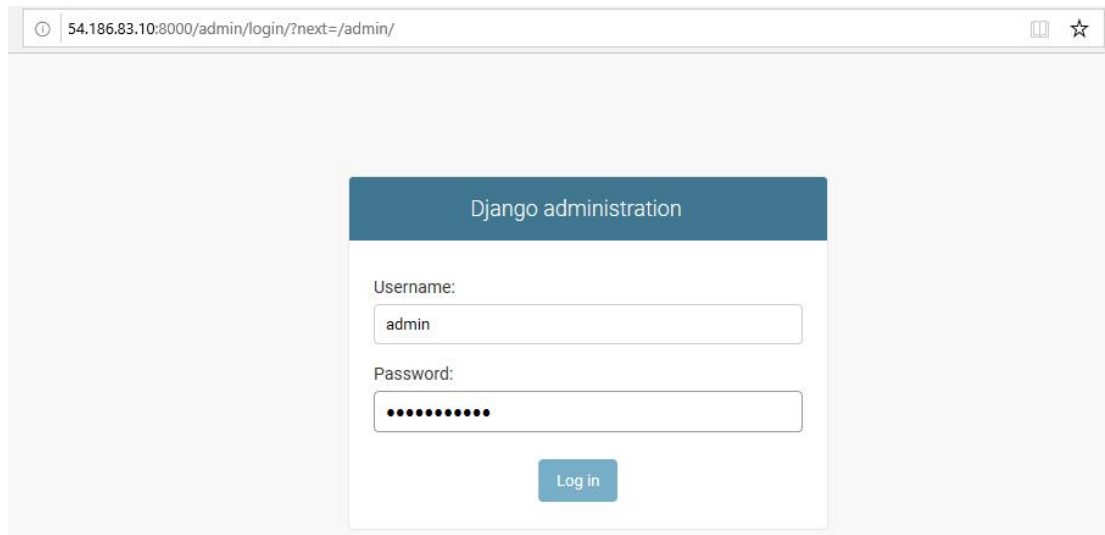 54.186.83.10:8000/admin/login/?next=/admin/
Django administration
Username:
admin
Password:
•••••••••••
Log in